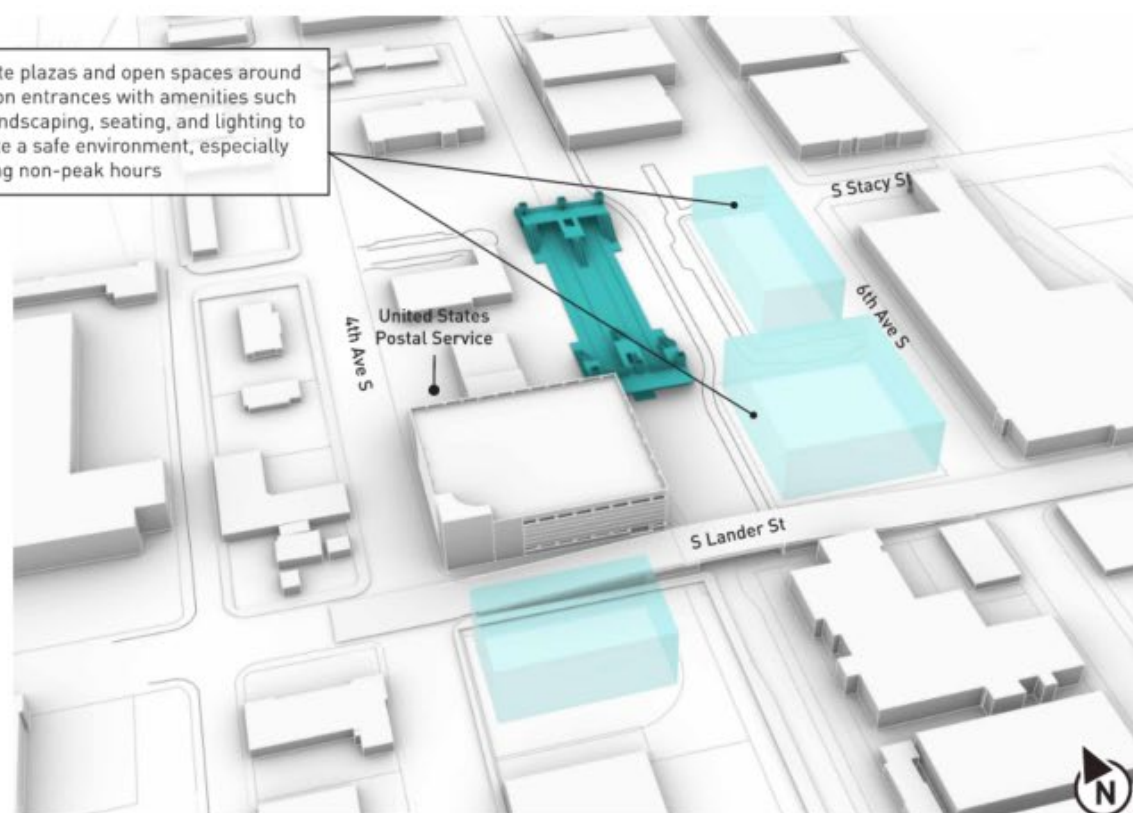 te plazas and open spaces around
on entrances with amenities such
ndscaping, seating, and lighting to
te a safe environment, especially
ng non-peak hours
S Stacy St
6th Ave S
United States
Postal Service
4th Ave S
S Lander St
N